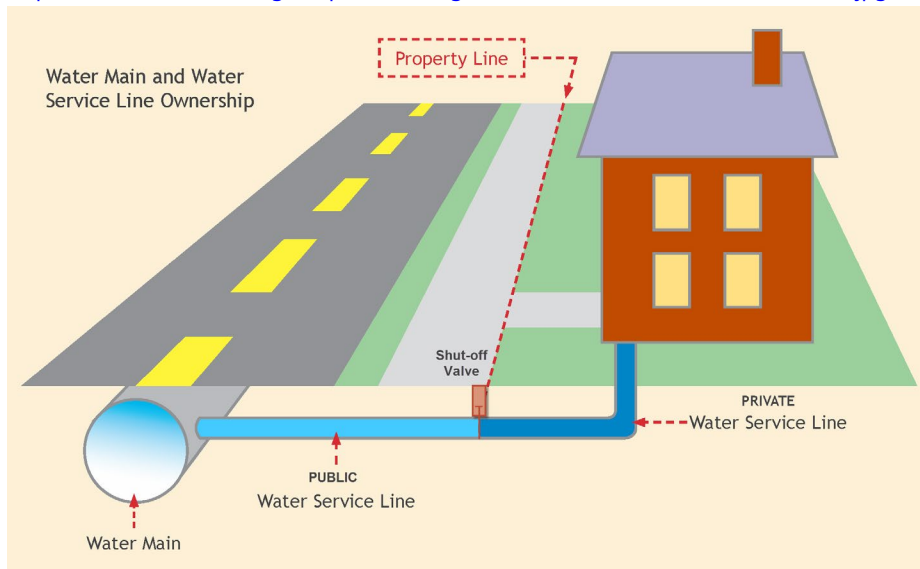 Property Line
Water Main and Water
Service Line Ownership
Shut-off
Valve
PRIVATE
Water Service Line
PUBLIC
Water Service Line
Water Main